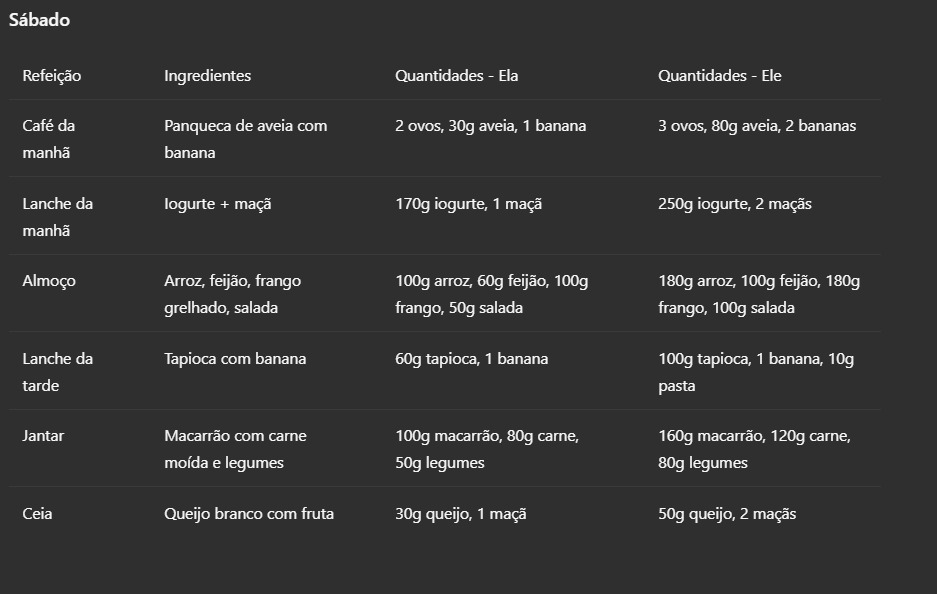 Sábado
Refeição Ingredientes Quantidades - Ela Quantidades - Ele
Café da Panqueca de aveia com 2 ovos, 30g aveia, 1 banana 3 ovos, 80g aveia, 2 bananas
manhã banana
Lanche da Iogurte + maçã 170g iogurte, 1 maçã 250g iogurte, 2 maçãs
manhã
Almoço Arroz, feijão, frango 100g arroz, 60g feijão, 100g 180g arroz, 100g feijão, 180g
grelhado, salada frango, 50g salada frango, 100g salada
Lanche da Tapioca com banana 60g tapioca, 1 banana 100g tapioca, 1 banana, 10g
tarde pasta
Jantar Macarrão com carne 100g macarrão, 80g carne, 160g macarrão, 120g carne,
moída e legumes 50g legumes 80g legumes
Ceia Queijo branco com fruta 30g queijo, 1 maçã 50g queijo, 2 maçãs